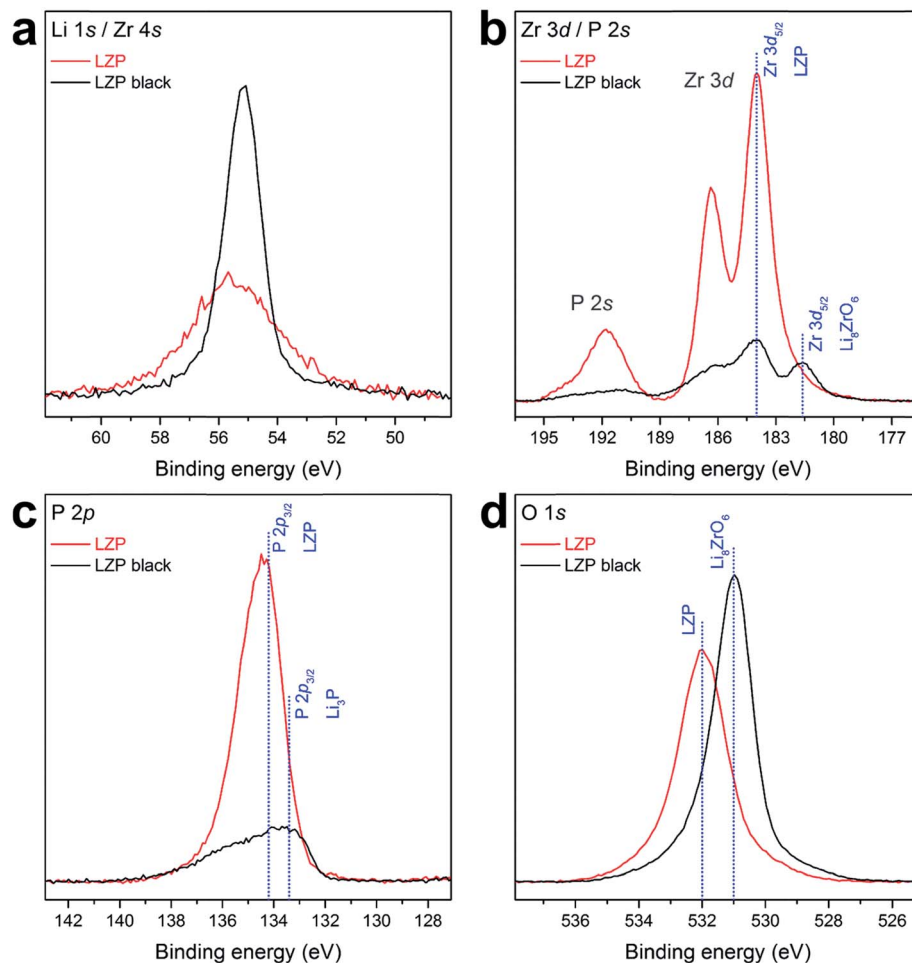 a
Li 1s / Zr 4s
LZP
LZP black
60 58 56 54 52 50
Binding energy (eV)
b
Zr 3d / P 2s
LZP
LZP black
Zr 3d
P 2s
Zr 3d5/2
LZP
Zr 3d5/2
Li8ZrO6
195 192 189 186 183 180 177
Binding energy (eV)
c
P 2p
LZP
LZP black
P 2p3/2
LZP
P 2p3/2
Li3P
142 140 138 136 134 132 130 128
Binding energy (eV)
d
O 1s
LZP
LZP black
LZP
Li8ZrO6
536 534 532 530 528 526
Binding energy (eV)